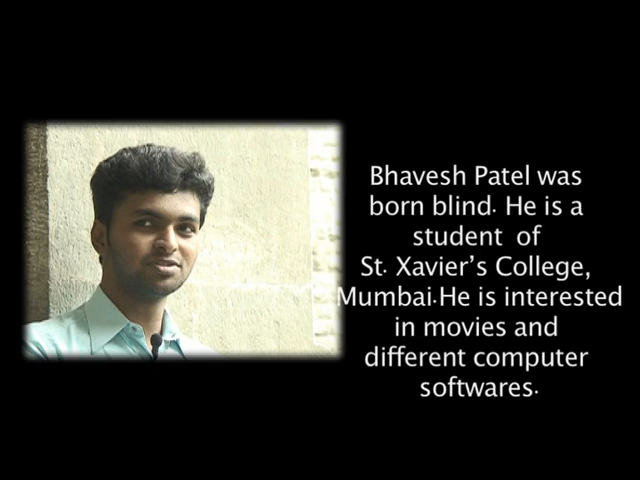 Bhavesh Patel was
born blind. He is a
student of
St. Xavier's College,
Mumbai.He is interested
in movies and
different computer
softwares.